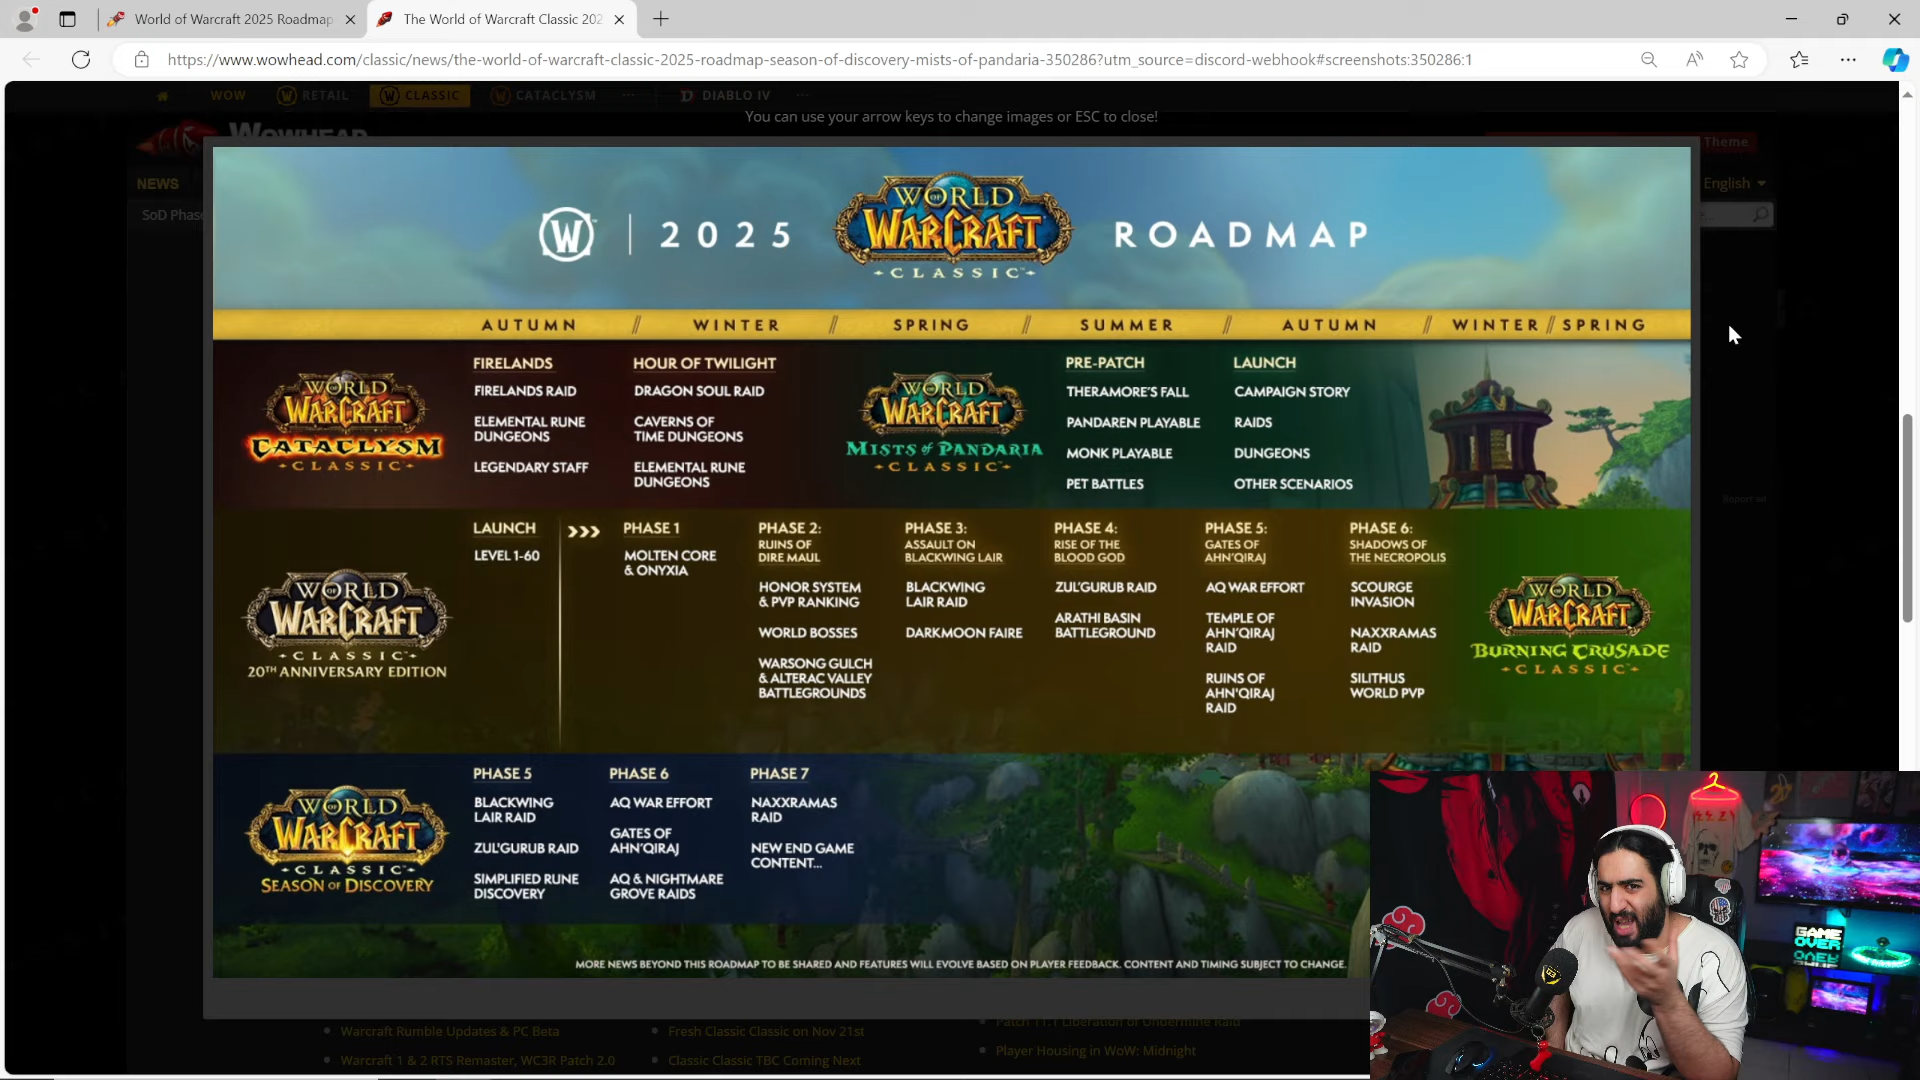 World of Warcraft 2025 Roadmap
The World of Warcraft Classic 202
https://www.wowhead.com/classic/news/the-world-of-warcraft-classic-2025-roadmap-season-of-discovery-mists-of-pandaria-350286?utm_source=discord-webhook#screenshots:350286:1
WOW
RETAIL
CLASSIC
CATACLYSM
DIABLO IV
You can use your arrow keys to change images or ESC to close!
WOWHEAD
Theme
NEWS
English
SoD Phase
2025
WORLD OF WARCRAFT
CLASSIC
ROADMAP
AUTUMN // WINTER // SPRING // SUMMER // AUTUMN // WINTER // SPRING
WORLD OF WARCRAFT
CATACLYSM
CLASSIC
FIRELANDS
FIRELANDS RAID
ELEMENTAL RUNE
DUNGEONS
LEGENDARY STAFF
HOUR OF TWILIGHT
DRAGON SOUL RAID
CAVERNS OF
TIME DUNGEONS
ELEMENTAL RUNE
DUNGEONS
WORLD OF WARCRAFT
MISTS of PANDARIA
CLASSIC
PRE-PATCH
THERAMORE'S FALL
PANDAREN PLAYABLE
MONK PLAYABLE
PET BATTLES
LAUNCH
CAMPAIGN STORY
RAIDS
DUNGEONS
OTHER SCENARIOS
WORLD OF WARCRAFT
CLASSIC
20TH ANNIVERSARY EDITION
LAUNCH
LEVEL 1-60
>>>
PHASE 1
MOLTEN CORE
& ONYXIA
PHASE 2:
RUINS OF
DIRE MAUL
HONOR SYSTEM
& PVP RANKING
WORLD BOSSES
WARSONG GULCH
& ALTERAC VALLEY
BATTLEGROUNDS
PHASE 3:
ASSAULT ON
BLACKWING LAIR
BLACKWING
LAIR RAID
DARKMOON FAIRE
PHASE 4:
RISE OF THE
BLOOD GOD
ZUL'GURUB RAID
ARATHI BASIN
BATTLEGROUND
PHASE 5:
GATES OF
AHN'QIRAJ
AQ WAR EFFORT
TEMPLE OF
AHN'QIRAJ
RAID
RUINS OF
AHN'QIRAJ
RAID
PHASE 6:
SHADOWS OF
THE NECROPOLIS
SCOURGE
INVASION
NAXXRAMAS
RAID
SILITHUS
WORLD PVP
WORLD OF WARCRAFT
BURNING CRUSADE
CLASSIC
WORLD OF WARCRAFT
CLASSIC
SEASON OF DISCOVERY
PHASE 5
BLACKWING
LAIR RAID
ZUL'GURUB RAID
SIMPLIFIED RUNE
DISCOVERY
PHASE 6
AQ WAR EFFORT
GATES OF
AHN'QIRAJ
AQ & NIGHTMARE
GROVE RAIDS
PHASE 7
NAXXRAMAS
RAID
NEW END GAME
CONTENT...
MORE NEWS BEYOND THIS ROADMAP TO BE SHARED AND FEATURES WILL EVOLVE BASED ON PLAYER FEEDBACK. CONTENT AND TIMING SUBJECT TO CHANGE.
Warcraft Rumble Updates & PC Beta
Fresh Classic Classic on Nov 21st
Patch 11.1 Liberation of Undermine Raid
Warcraft 1 & 2 RTS Remaster, WC3R Patch 2.0
Classic Classic TBC Coming Next
Player Housing in WoW: Midnight
GAME
OVER